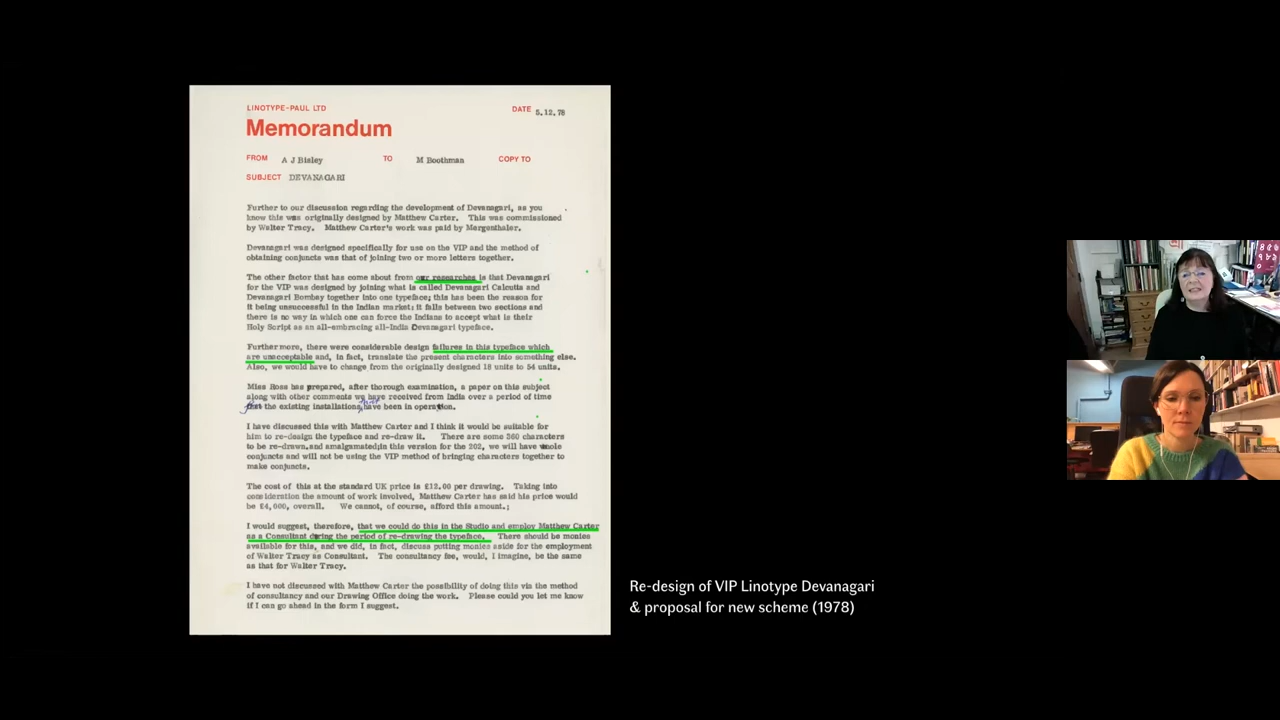 LINOTYPE-PAUL LTD
DATE 5.12.78
Memorandum
FROM A J Bisley TO M Boothman COPY TO
SUBJECT DEVANAGARI
Further to our discussion regarding the development of Devanagari, as you
know this was originally designed by Matthew Carter. This was commissioned
by Walter Tracy. Matthew Carter's work was paid by Mergenthaler.
Devanagari was designed specifically for use on the VIP and the method of
obtaining conjuncts was that of joining two or more letters together.
The other factor that has come about from our researches is that Devanagari
for the VIP was designed by joining what is called Devanagari Calcutta and
Devanagari Bombay together into one typeface; this has been the reason for
it being unsuccessful in the Indian market: it falls between two sections and
there is no way in which one can force the Indians to accept what is their
Holy Script as an all-embracing all-India Devanagari typeface.
Further more, there were considerable design failures in this typeface which
are unacceptable and, in fact, translate the present characters into something else.
Also, we would have to change from the originally designed 18 units to 54 units.
Miss Ross has prepared, after thorough examination, a paper on this subject
along with other comments we have received from India over a period of time
the existing installations have been in operation.
I have discussed this with Matthew Carter and I think it would be suitable for
him to re-design the typeface and re-draw it. There are some 360 characters
to be re-drawn.and amalgamated;in this version for the 202, we will have whole
conjuncts and will not be using the VIP method of bringing characters together to
make conjuncts.
The cost of this at the standard UK price is £12.00 per drawing. Taking into
consideration the amount of work involved, Matthew Carter has said his price would
be £4,000, overall. We cannot, of course, afford this amount.;
I would suggest, therefore, that we could do this in the Studio and employ Matthew Carter
as a Consultant during the period of re-drawing the typeface. There should be monies
available for this, and we did, in fact, discuss putting monies aside for the employment
of Walter Tracy as Consultant. The consultancy fee, would, I imagine, be the same
as that for Walter Tracy.
I have not discussed with Matthew Carter the possibility of doing this via the method
of consultancy and our Drawing Office doing the work. Please could you let me know
if I can go ahead in the form I suggest.
Re-design of VIP Linotype Devanagari
& proposal for new scheme (1978)